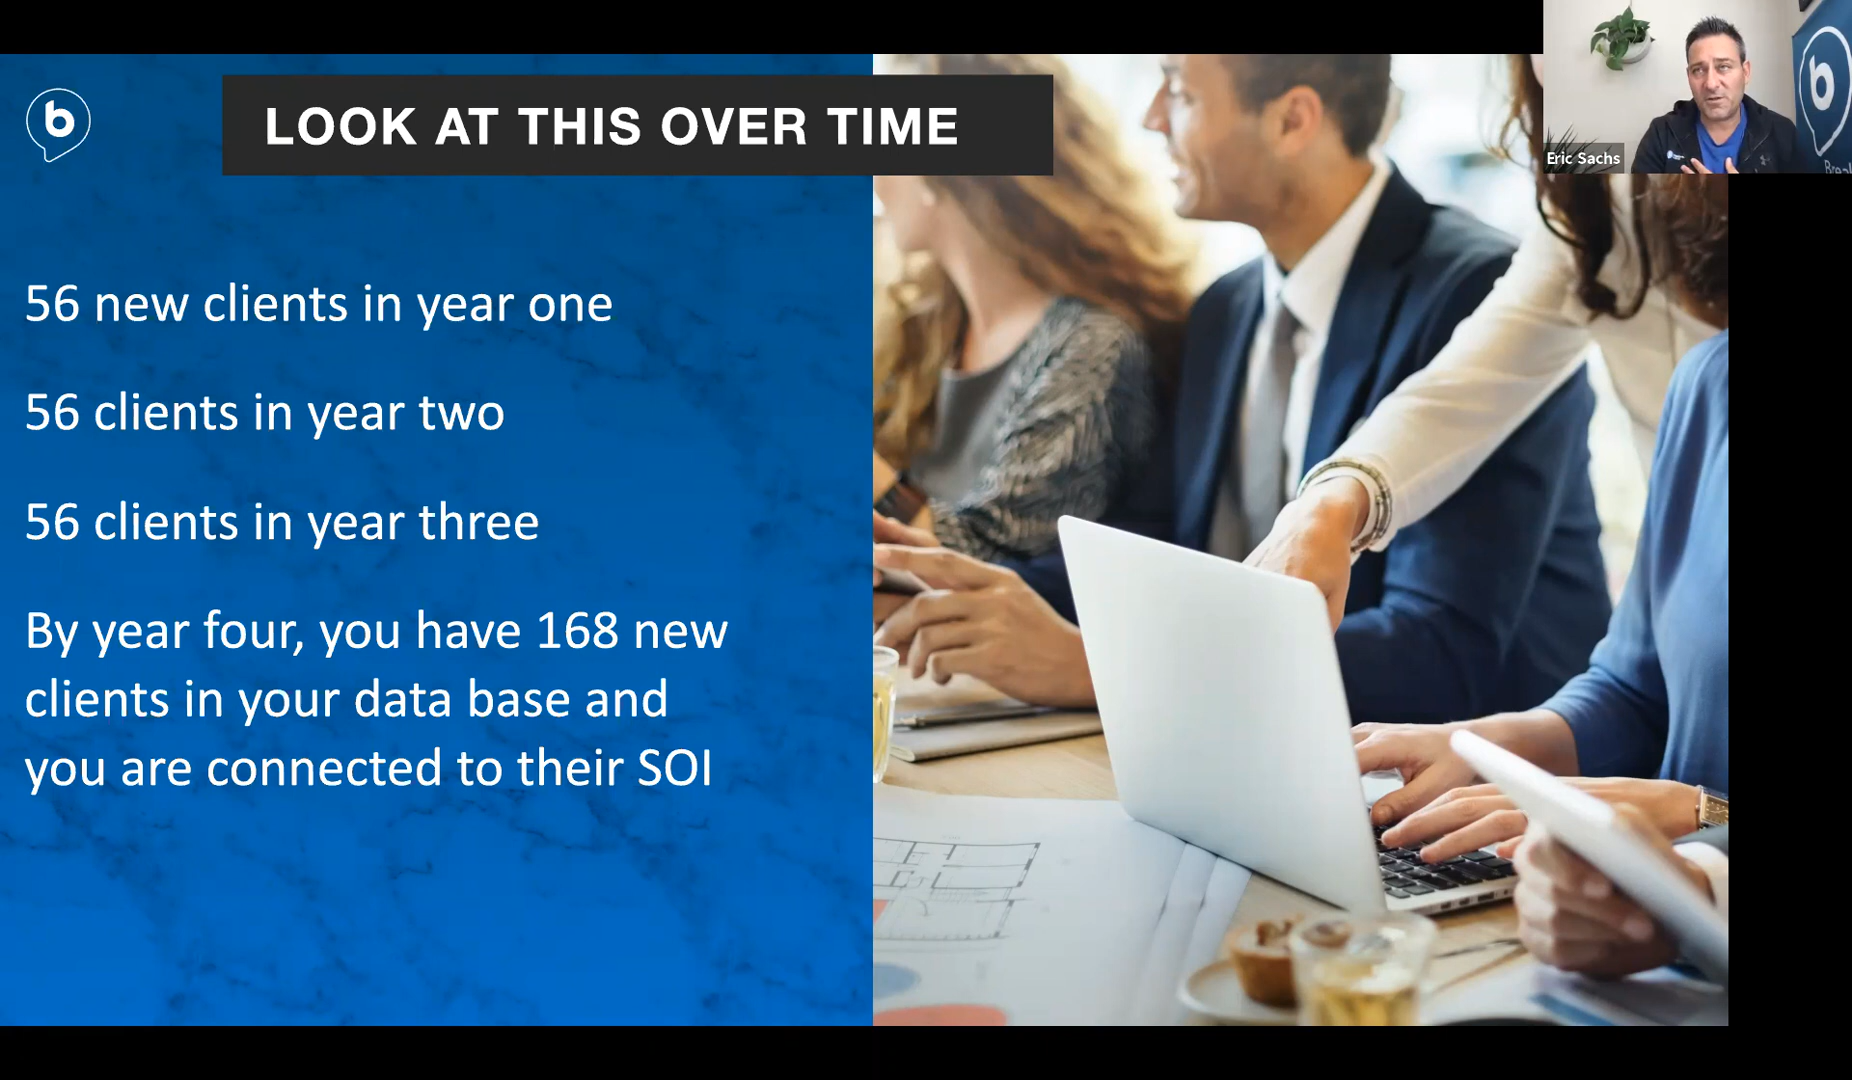 b
LOOK AT THIS OVER TIME
b
Eric Sachs
Brea
56 new clients in year one
56 clients in year two
56 clients in year three
By year four, you have 168 new
clients in your data base and
you are connected to their SOI